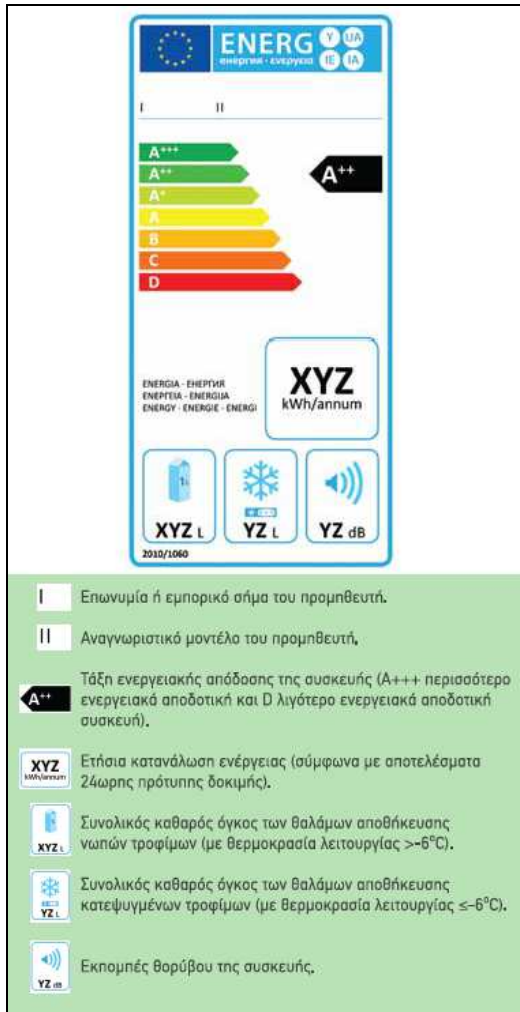 ENERG Y UA
енергия · ενεργεια IE IA
I II
A+++
A++
A++
A+
A
B
C
D
XYZ
kWh/annum
ENERGIA · ЕНЕРГИЯ
ΕΝΕΡΓΕΙΑ · ENERGIJA
ENERGY · ENERGIE · ENERGI
XYZ L
YZ L
YZ dB
2010/1060
I Επωνυμία ή εμπορικό σήμα του προμηθευτή.
II Αναγνωριστικό μοντέλο του προμηθευτή,
A++
Τάξη ενεργειακής απόδοσης της συσκευής (Α+++ περισσότερο
ενεργειακά αποδοτική και D λιγότερο ενεργειακά αποδοτική
συσκευή).
XYZ
kWh/annum
Ετήσια κατανάλωση ενέργειας (σύμφωνα με αποτελέσματα
24ωρης πρότυπης δοκιμής).
XYZ L
Συνολικός καθαρός όγκος των θαλάμων αποθήκευσης
νωπών τροφίμων (με θερμοκρασία λειτουργίας >-6°C).
YZ L
Συνολικός καθαρός όγκος των θαλάμων αποθήκευσης
κατεψυγμένων τροφίμων (με θερμοκρασία λειτουργίας ≤-6°C).
YZ dB
Εκπομπές θορύβου της συσκευής,